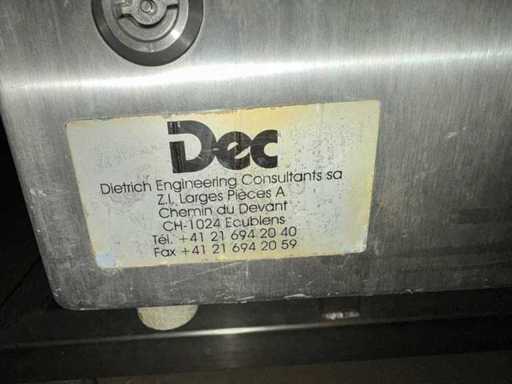 Dec
Dietrich Engineering Consultants sa
Z.I. Larges Pièces A
Chemin du Devant
CH-1024 Ecublens
Tél. +41 21 694 20 40
Fax +41 21 694 20 59